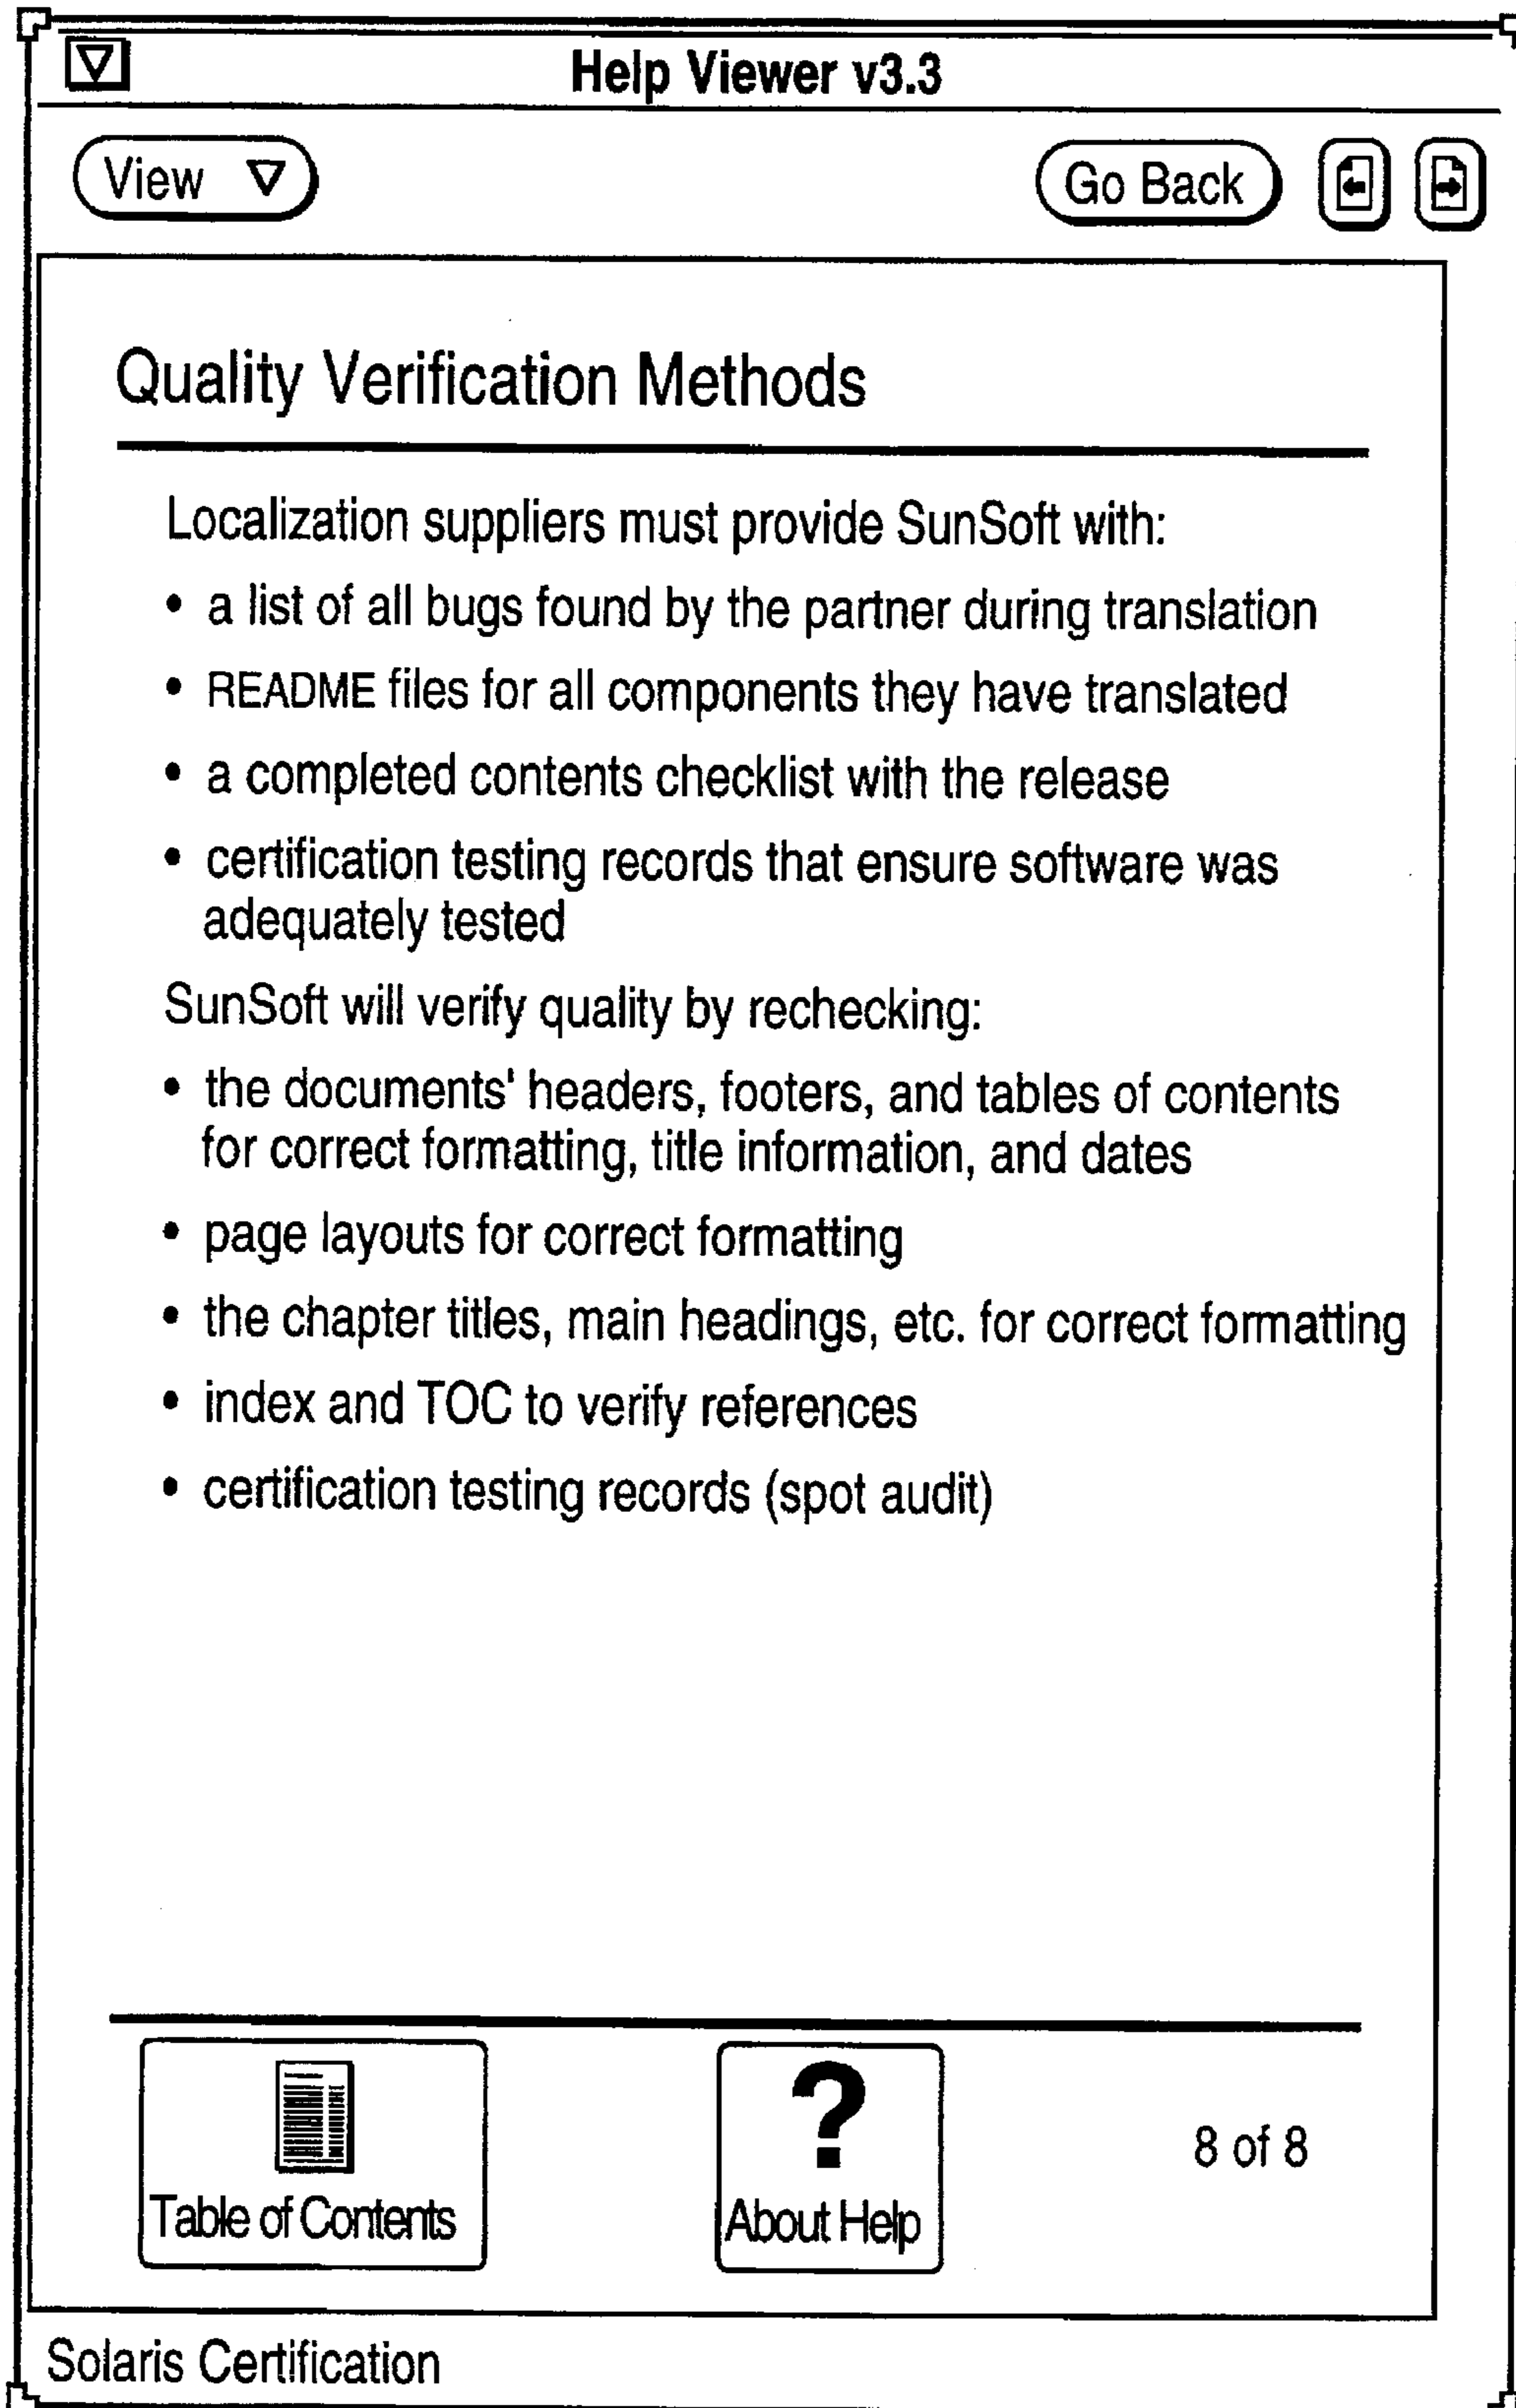 Help Viewer v3.3
View
Go Back
Quality Verification Methods
Localization suppliers must provide SunSoft with:
• a list of all bugs found by the partner during translation
• README files for all components they have translated
• a completed contents checklist with the release
• certification testing records that ensure software was
adequately tested
SunSoft will verify quality by rechecking:
• the documents' headers, footers, and tables of contents
for correct formatting, title information, and dates
• page layouts for correct formatting
• the chapter titles, main headings, etc. for correct formatting
• index and TOC to verify references
• certification testing records (spot audit)
?
Table of Contents
About Help
8 of 8
Solaris Certification